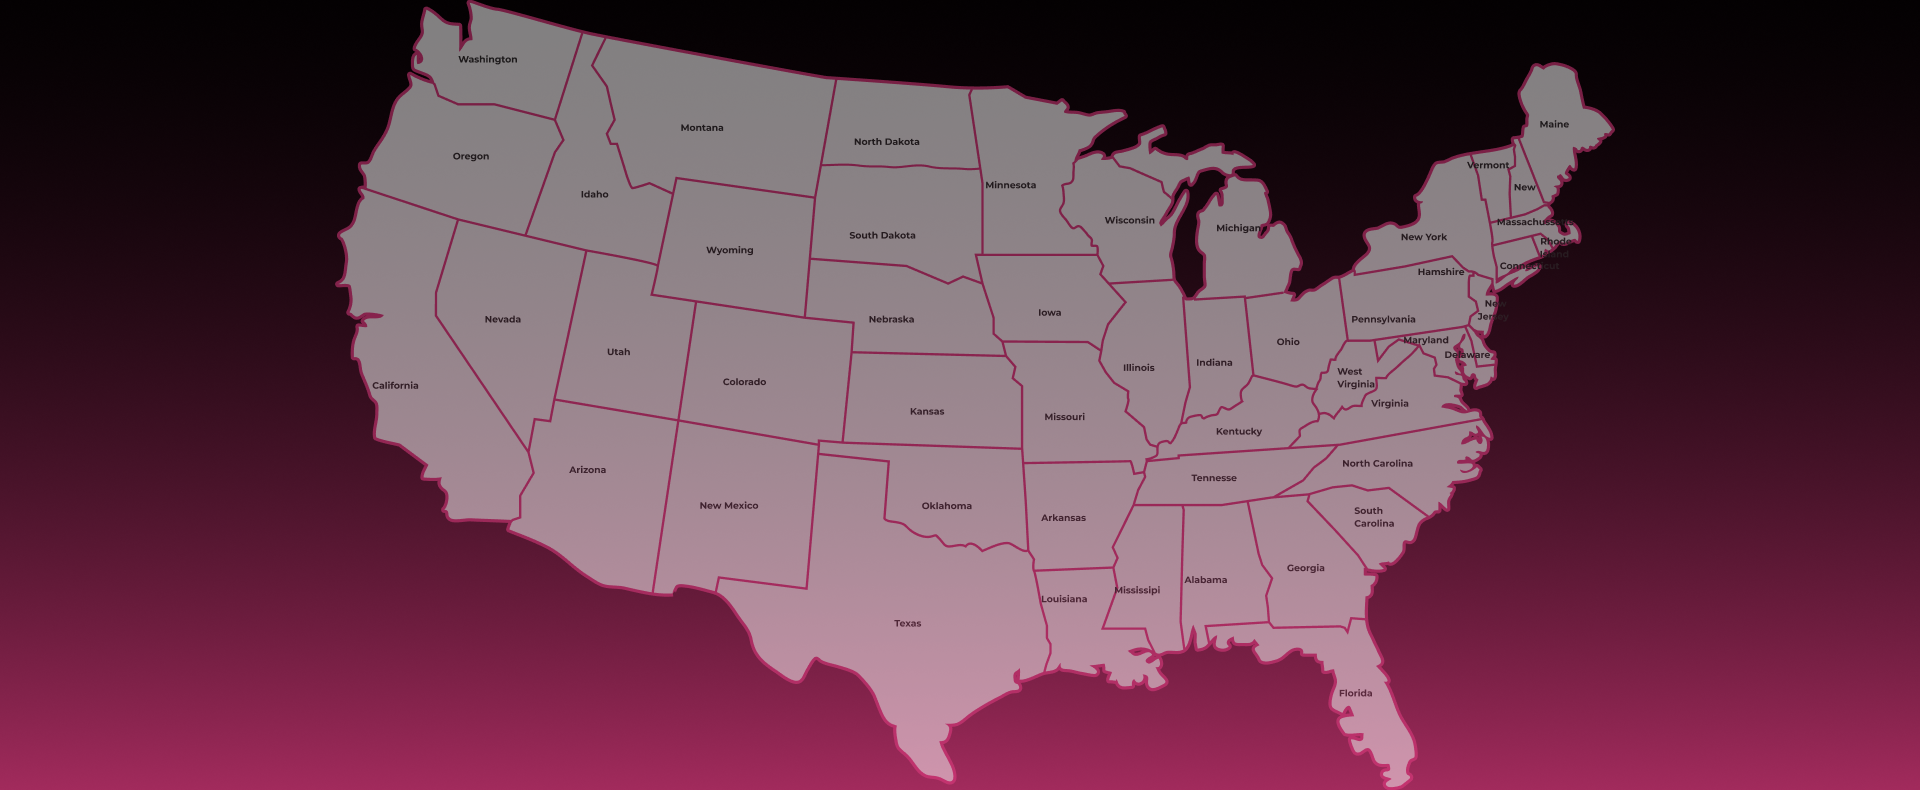 Washington
Maine
Montana
North Dakota
Oregon
Vermont
Minnesota
New
Idaho
Wisconsin
Massachussetts
Michigan
South Dakota
New York
Rhode
Island
Wyoming
Connecticut
Hamshire
New
Jersey
Iowa
Nevada
Nebraska
Pennsylvania
Maryland
Ohio
Utah
Delaware
Indiana
Illinois
West
Virginia
Colorado
California
Virginia
Kansas
Missouri
Kentucky
North Carolina
Arizona
Tennesse
New Mexico
Oklahoma
South
Carolina
Arkansas
Georgia
Alabama
Mississipi
Louisiana
Texas
Florida